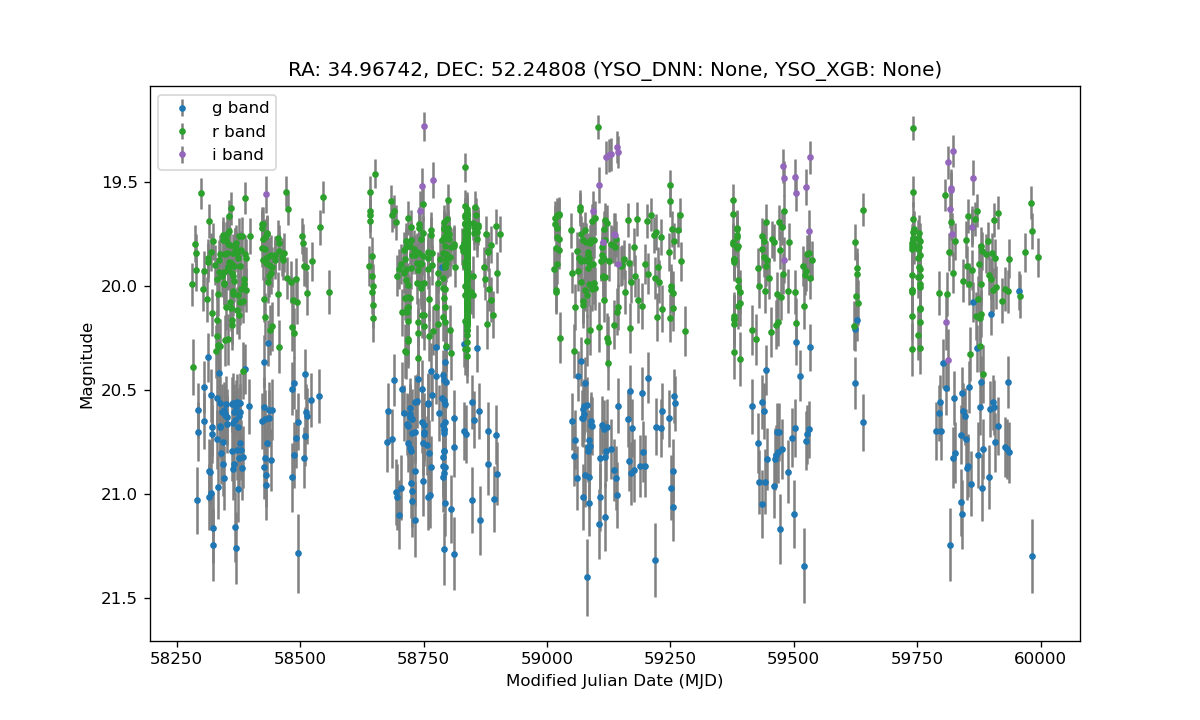 RA: 34.96742, DEC: 52.24808 (YSO_DNN: None, YSO_XGB: None)
g band
r band
i band
19.5
20.0
20.5
21.0
21.5
Magnitude
58250 58500 58750 59000 59250 59500 59750 60000
Modified Julian Date (MJD)